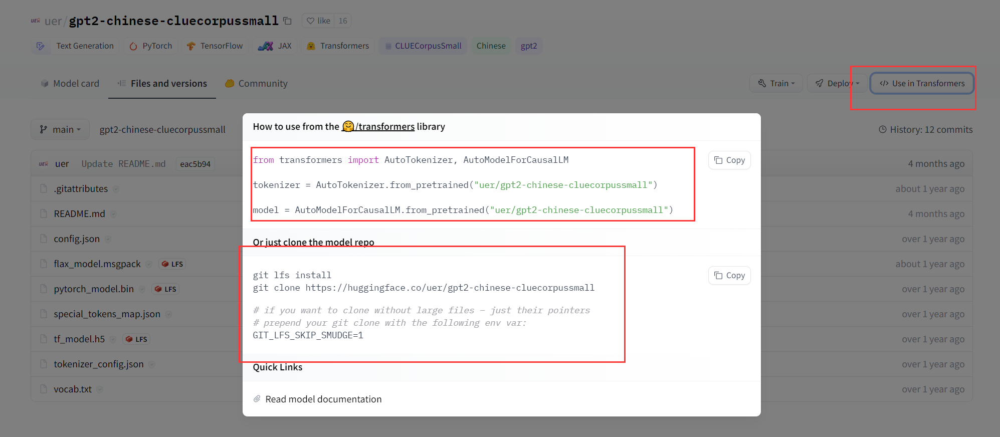 UER uer/gpt2-chinese-cluecorpussmall like 16
Text Generation PyTorch TensorFlow JAX Transformers CLUECorpusSmall Chinese gpt2
Model card Files and versions Community Train Deploy </> Use in Transformers
main gpt2-chinese-cluecorpussmall History: 12 commits
UER uer Update README.md eac5b94 4 months ago
.gitattributes about 1 year ago
README.md 4 months ago
config.json over 1 year ago
flax_model.msgpack LFS about 1 year ago
pytorch_model.bin LFS over 1 year ago
special_tokens_map.json over 1 year ago
tf_model.h5 LFS over 1 year ago
tokenizer_config.json over 1 year ago
vocab.txt over 1 year ago
How to use from the 🤗/transformers library
from transformers import AutoTokenizer, AutoModelForCausalLM
Copy
tokenizer = AutoTokenizer.from_pretrained("uer/gpt2-chinese-cluecorpussmall")
model = AutoModelForCausalLM.from_pretrained("uer/gpt2-chinese-cluecorpussmall")
Or just clone the model repo
git lfs install
Copy
git clone https://huggingface.co/uer/gpt2-chinese-cluecorpussmall
# if you want to clone without large files – just their pointers
# prepend your git clone with the following env var:
GIT_LFS_SKIP_SMUDGE=1
Quick Links
Read model documentation